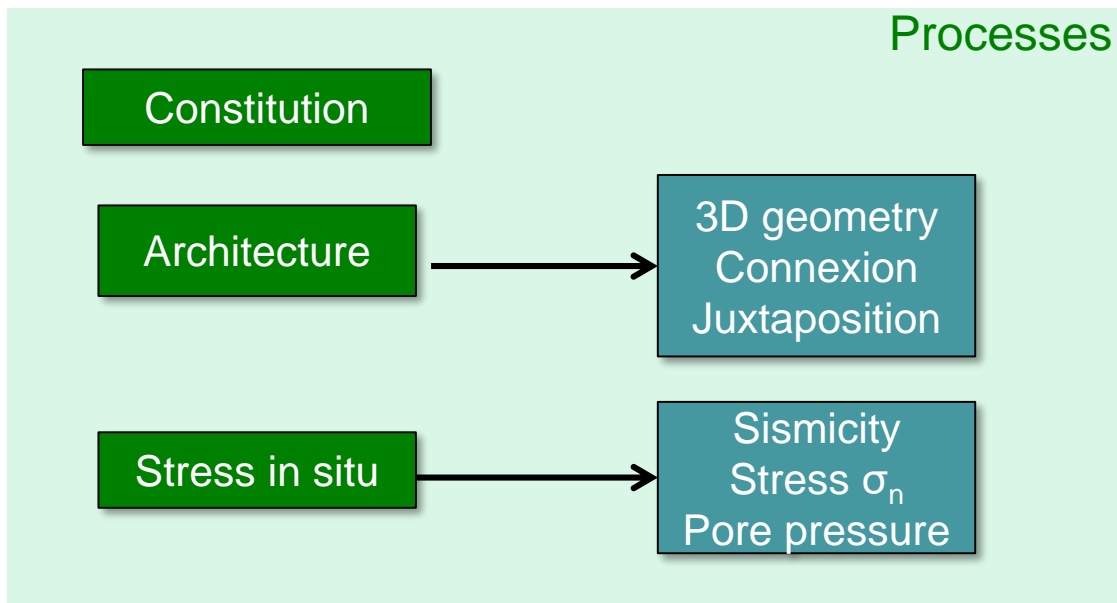 Processes
Constitution
Architecture
3D geometry
Connexion
Juxtaposition
Stress in situ
Sismicity
Stress σn
Pore pressure